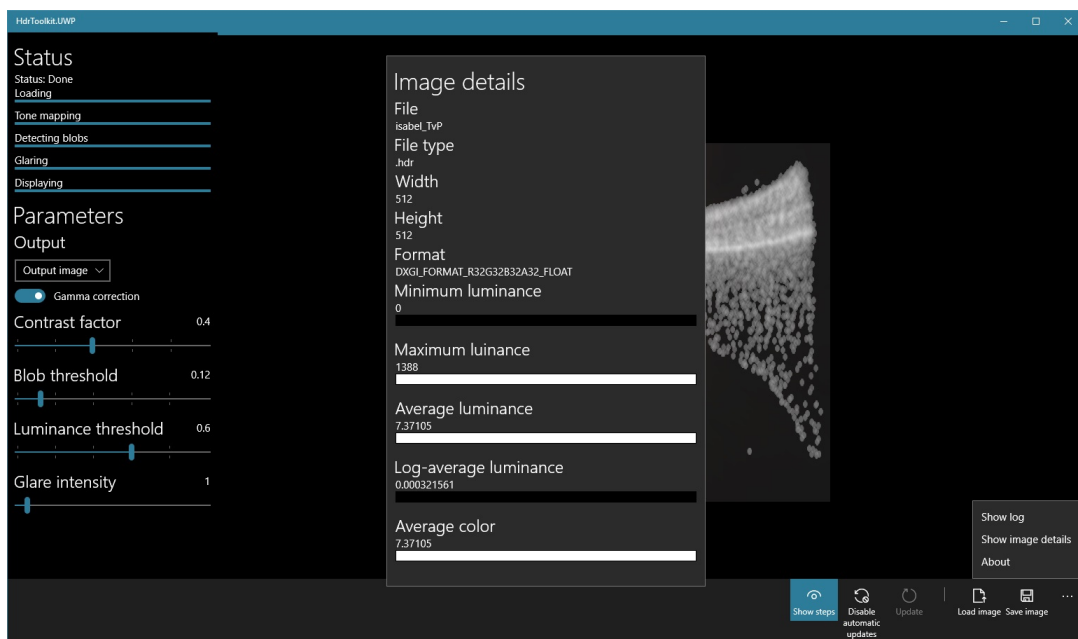 HdrToolkit.UWP
Status
Status: Done
Loading
Tone mapping
Detecting blobs
Glaring
Displaying
Parameters
Output
Output image
Gamma correction
Contrast factor 0.4
Blob threshold 0.12
Luminance threshold 0.6
Glare intensity 1
Image details
File
isabel_TvP
File type
.hdr
Width
512
Height
512
Format
DXGI_FORMAT_R32G32B32A32_FLOAT
Minimum luminance
0
Maximum luinance
1388
Average luminance
7.37105
Log-average luminance
0.000321561
Average color
7.37105
Show log
Show image details
About
Show steps
Disable
automatic
updates
Update
Load image
Save image